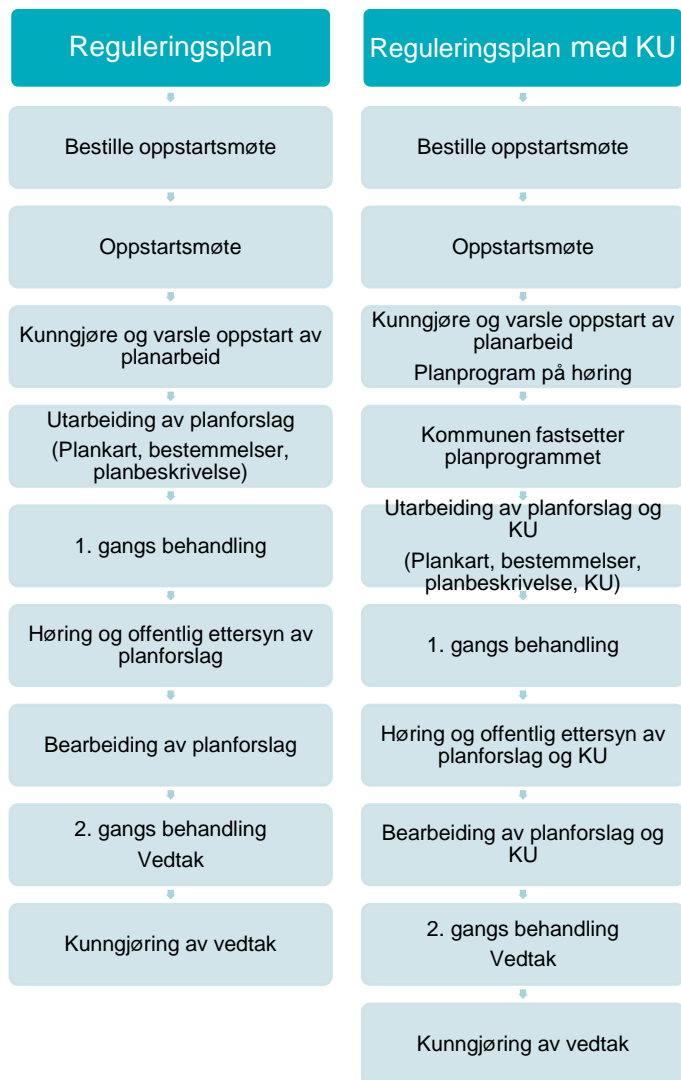 Reguleringsplan
Bestille oppstartsmøte
Oppstartsmøte
Kunngjøre og varsle oppstart av
planarbeid
Utarbeiding av planforslag
(Plankart, bestemmelser,
planbeskrivelse)
1. gangs behandling
Høring og offentlig ettersyn av
planforslag
Bearbeiding av planforslag
2. gangs behandling
Vedtak
Kunngjøring av vedtak
Reguleringsplan med KU
Bestille oppstartsmøte
Oppstartsmøte
Kunngjøre og varsle oppstart av
planarbeid
Planprogram på høring
Kommunen fastsetter
planprogrammet
Utarbeiding av planforslag og
KU
(Plankart, bestemmelser,
planbeskrivelse, KU)
1. gangs behandling
Høring og offentlig ettersyn av
planforslag og KU
Bearbeiding av planforslag og
KU
2. gangs behandling
Vedtak
Kunngjøring av vedtak